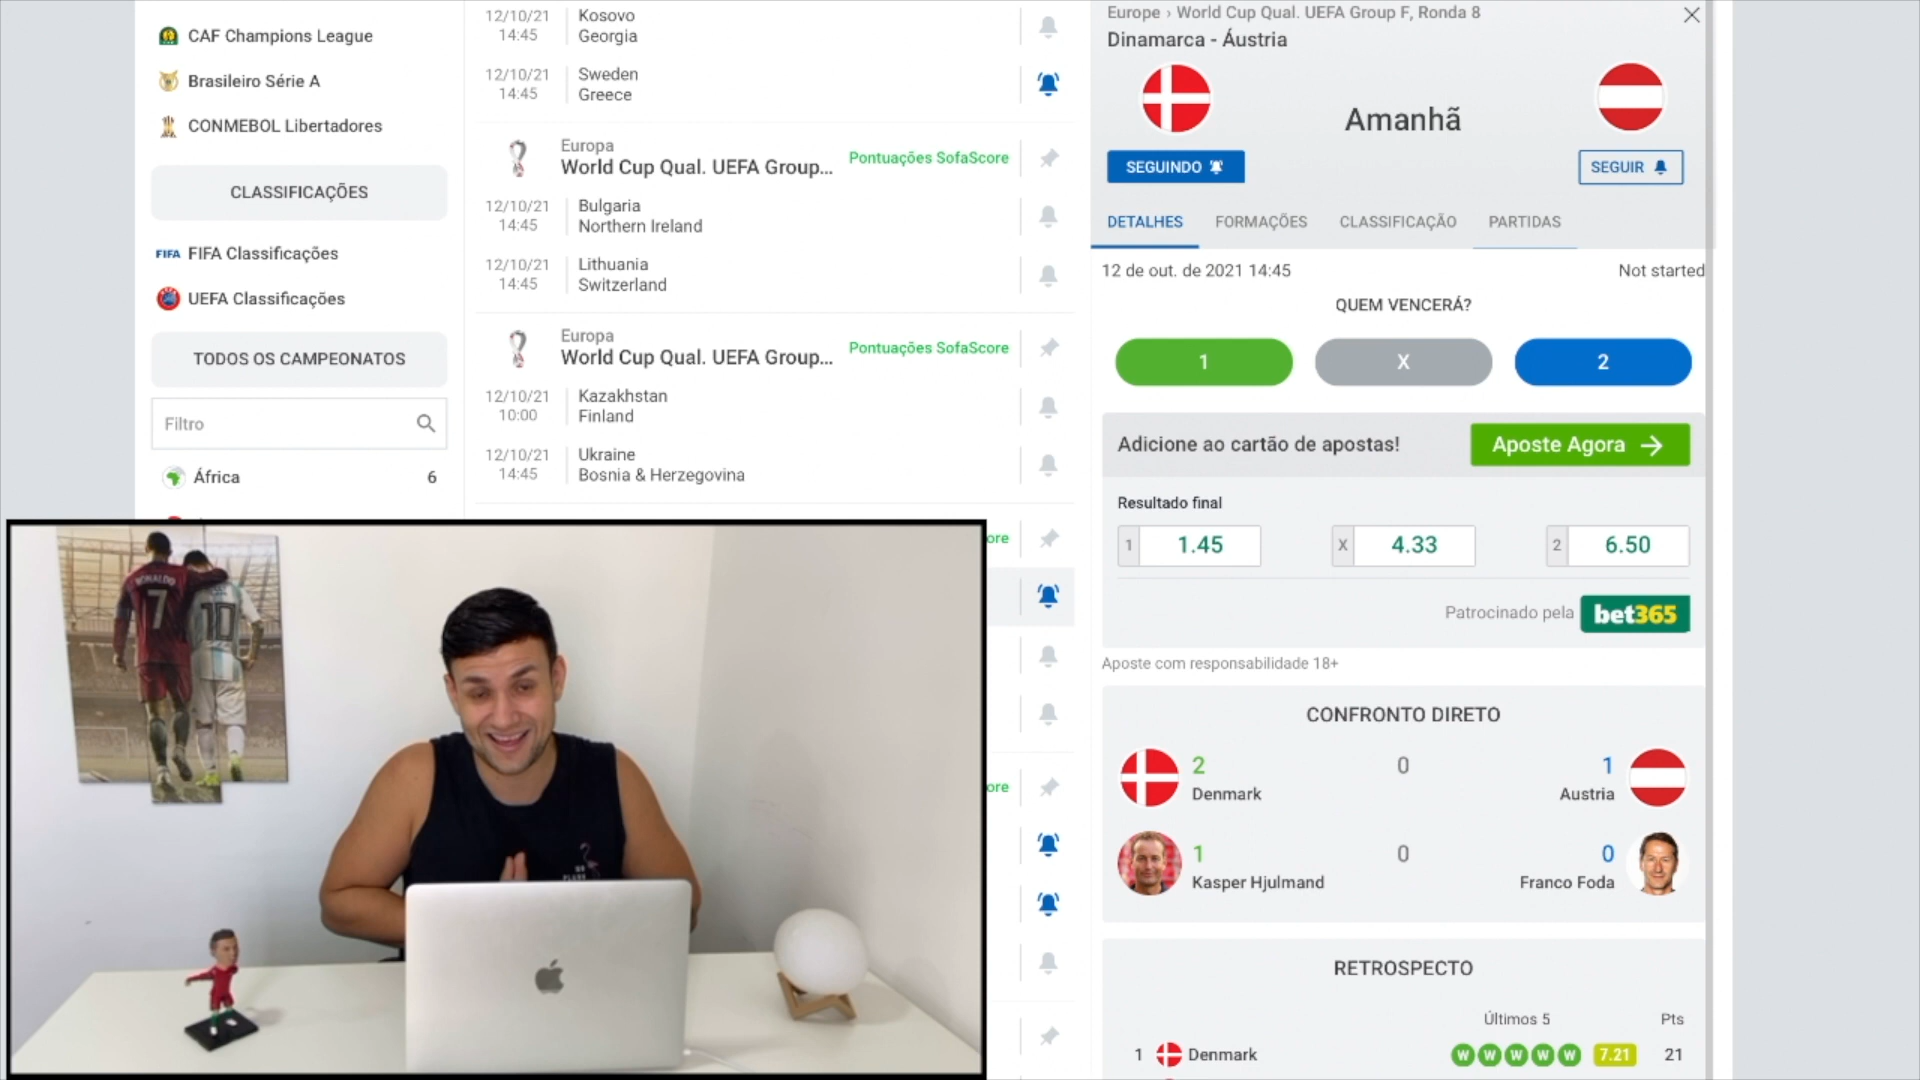 CAF Champions League
Brasileiro Série A
CONMEBOL Libertadores
CLASSIFICAÇÕES
FIFA FIFA Classificações
UEFA Classificações
TODOS OS CAMPEONATOS
Filtro
África 6
12/10/21 Kosovo
14:45 Georgia
12/10/21 Sweden
14:45 Greece
Europa
World Cup Qual. UEFA Group... Pontuações SofaScore
12/10/21 Bulgaria
14:45 Northern Ireland
12/10/21 Lithuania
14:45 Switzerland
Europa
World Cup Qual. UEFA Group... Pontuações SofaScore
12/10/21 Kazakhstan
10:00 Finland
12/10/21 Ukraine
14:45 Bosnia & Herzegovina
ore
ore
RONALDO
7
10
Europe › World Cup Qual. UEFA Group F, Ronda 8
Dinamarca - Áustria
Amanhã
SEGUINDO
SEGUIR
DETALHES FORMAÇÕES CLASSIFICAÇÃO PARTIDAS
12 de out. de 2021 14:45 Not started
QUEM VENCERÁ?
1 X 2
Adicione ao cartão de apostas! Aposte Agora →
Resultado final
1 1.45 X 4.33 2 6.50
Patrocinado pela bet365
Aposte com responsabilidade 18+
CONFRONTO DIRETO
2 0 1
Denmark Austria
1 0 0
Kasper Hjulmand Franco Foda
RETROSPECTO
Últimos 5 Pts
1 Denmark W W W W W 7.21 21